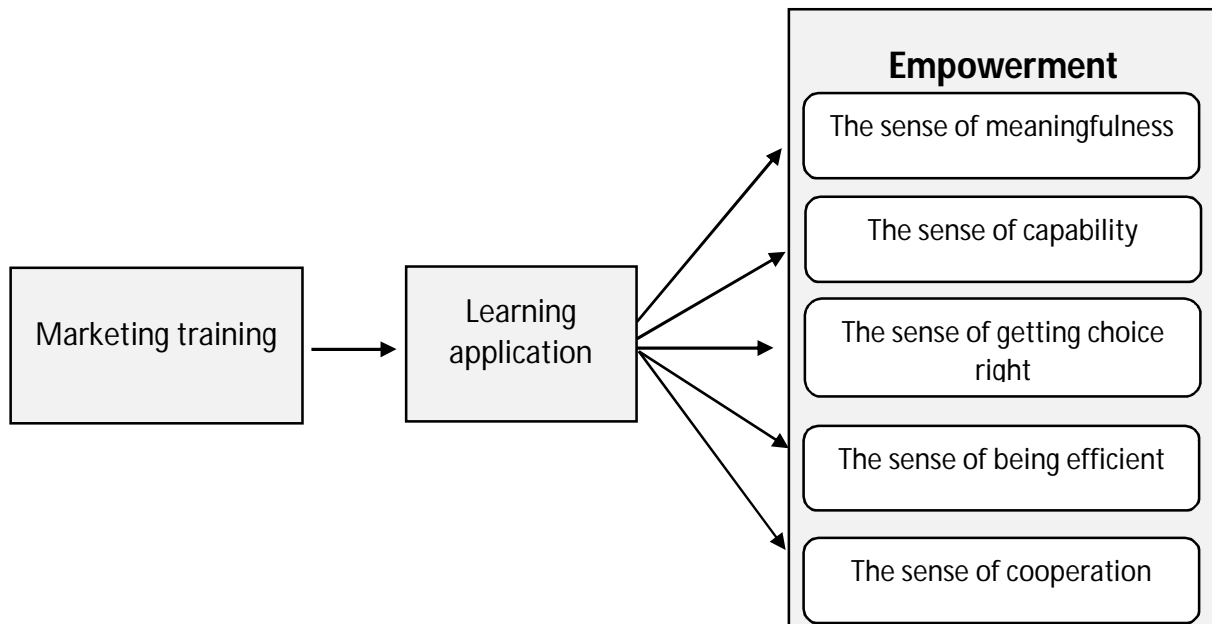 Empowerment
The sense of meaningfulness
The sense of capability
Marketing training
Learning
application
The sense of getting choice
right
The sense of being efficient
The sense of cooperation